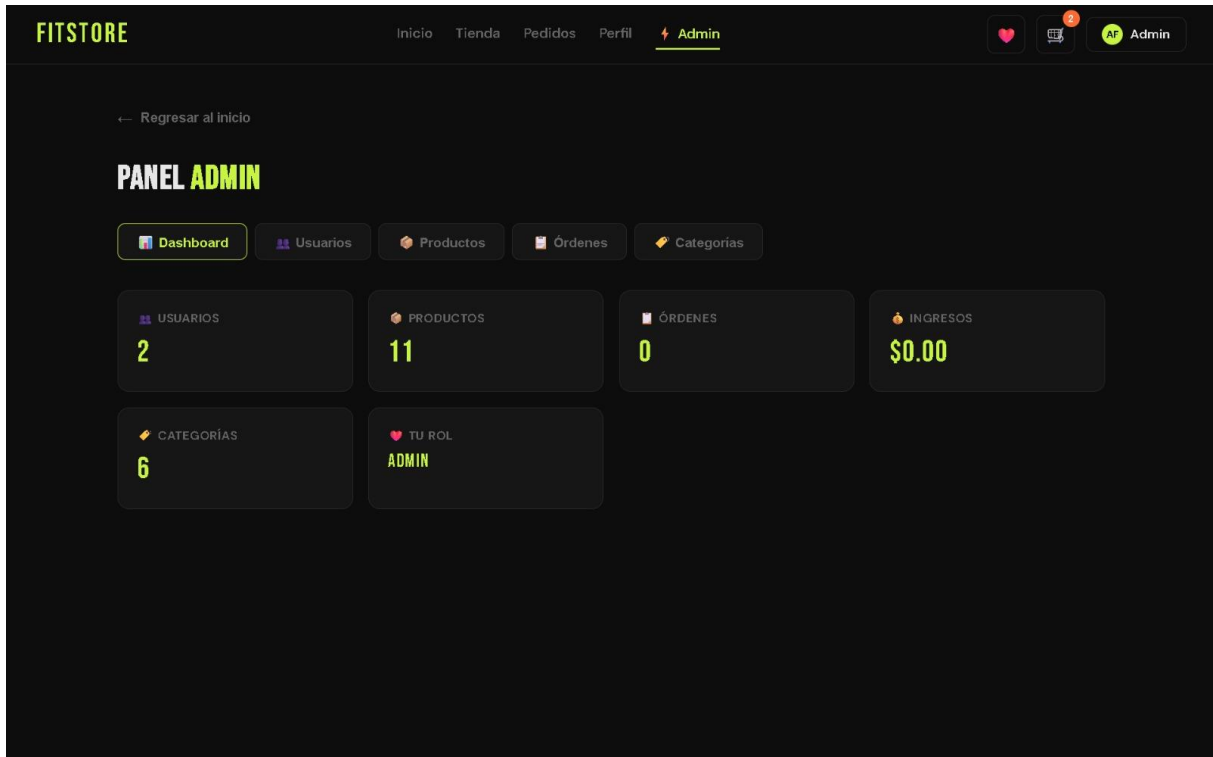 FITSTORE
Inicio Tienda Pedidos Perfil Admin
2
AF Admin
← Regresar al inicio
PANEL ADMIN
Dashboard Usuarios Productos Órdenes Categorías
USUARIOS
2
PRODUCTOS
11
ÓRDENES
0
INGRESOS
$0.00
CATEGORÍAS
6
TU ROL
ADMIN